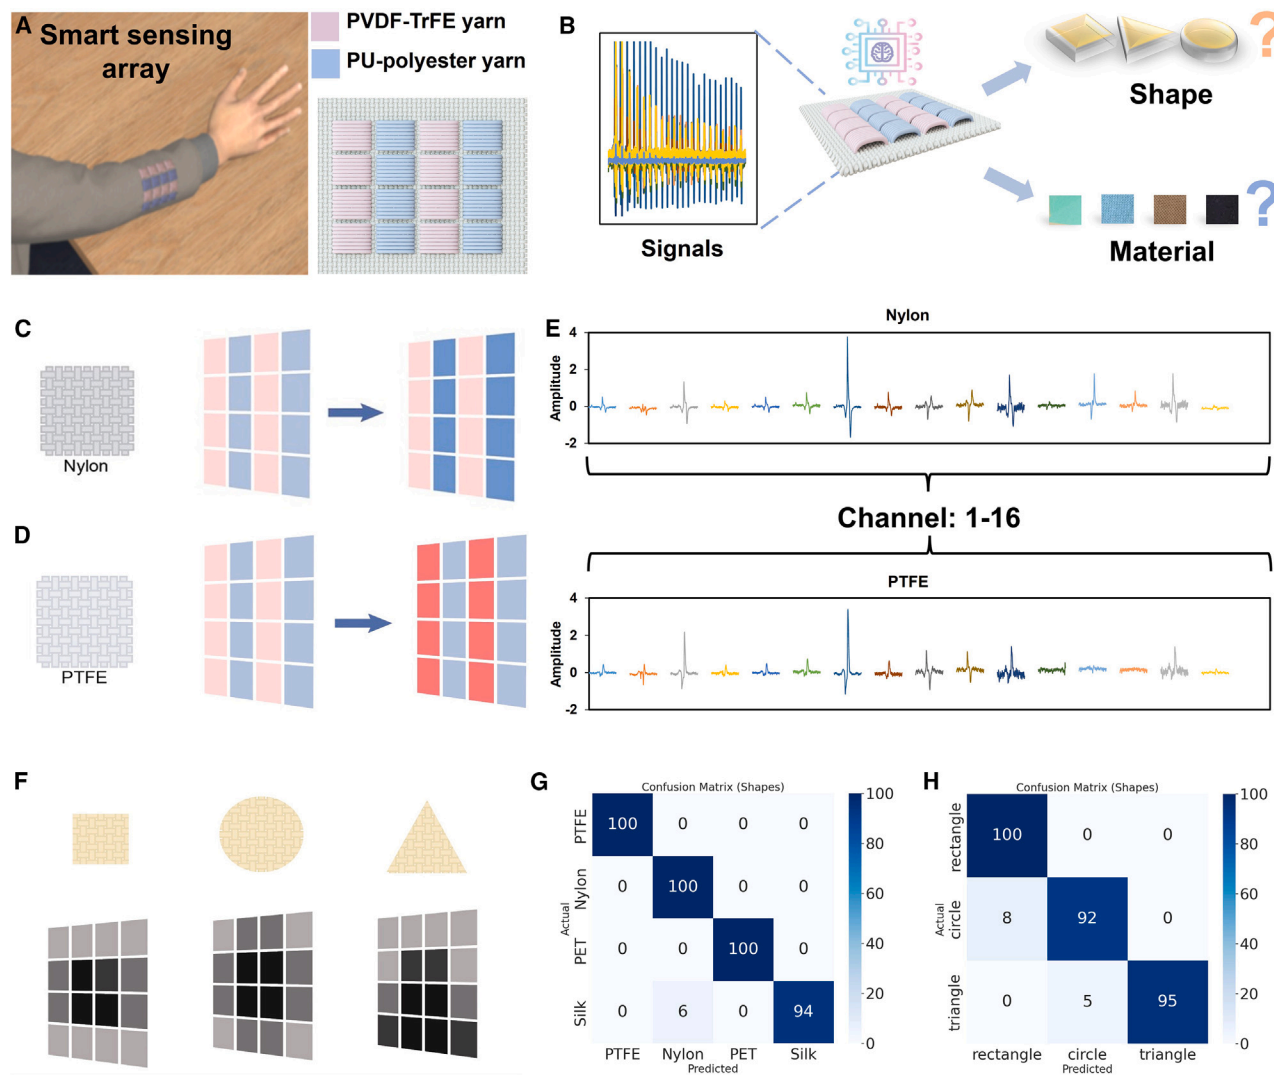 A
Smart sensing
array
PVDF-TrFE yarn
PU-polyester yarn
B
Signals
Shape
?
Material
?
C
Nylon
D
PTFE
E
Nylon
Amplitude
4
2
0
-2
Channel: 1-16
PTFE
Amplitude
4
2
0
-2
F
G
Confusion Matrix (Shapes)
Actual
PTFE
100 0 0 0
Nylon
0 100 0 0
PET
0 0 100 0
Silk
0 6 0 94
PTFE Nylon PET Silk
Predicted
100
80
60
40
20
0
H
Confusion Matrix (Shapes)
Actual
rectangle
100 0 0
circle
8 92 0
triangle
0 5 95
rectangle circle triangle
Predicted
100
80
60
40
20
0